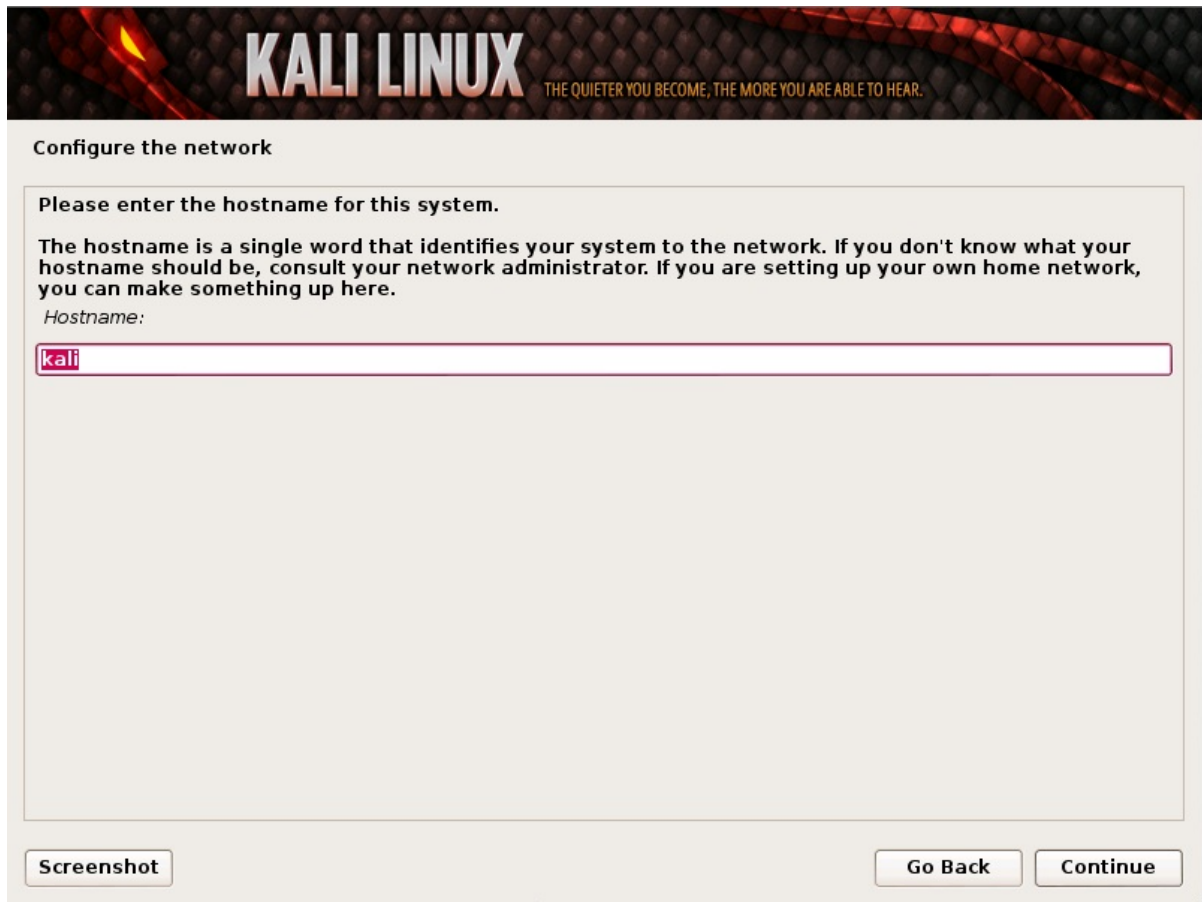 KALI LINUX THE QUIETER YOU BECOME, THE MORE YOU ARE ABLE TO HEAR.
Configure the network
Please enter the hostname for this system.
The hostname is a single word that identifies your system to the network. If you don't know what your
hostname should be, consult your network administrator. If you are setting up your own home network,
you can make something up here.
Hostname:
kali
Screenshot Go Back Continue